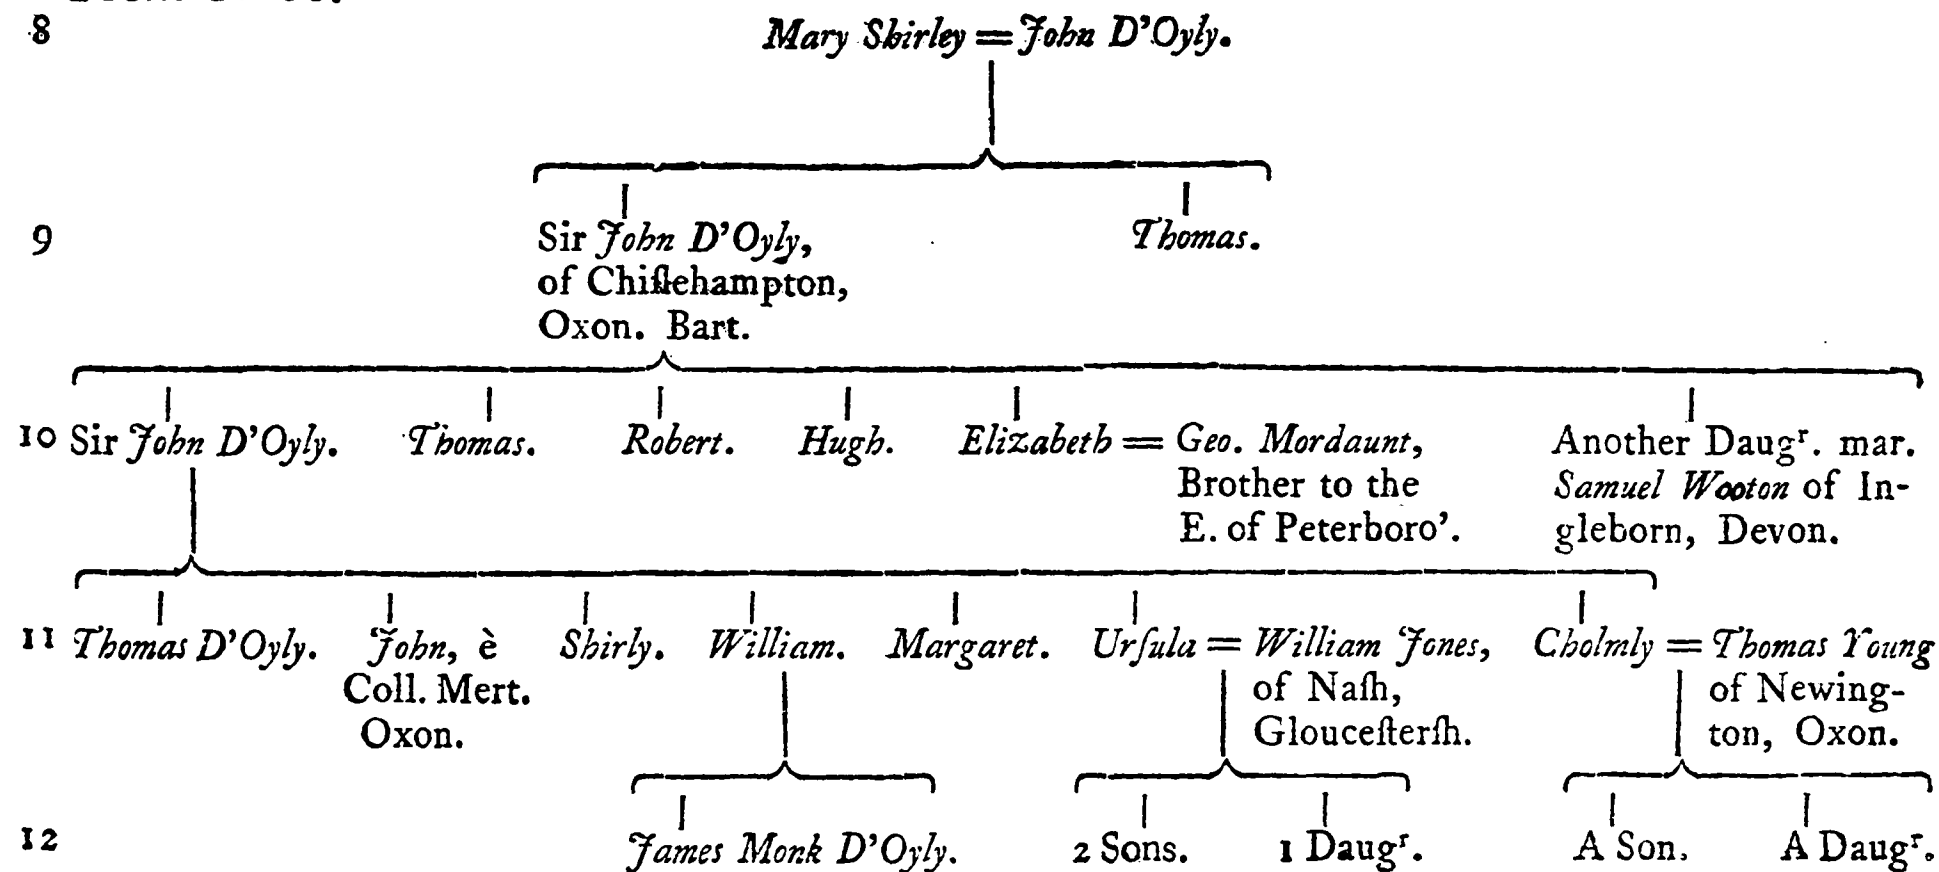 8 Mary Shirley = John D'Oyly.
9 Sir John D'Oyly, Thomas.
of Chiſlehampton,
Oxon. Bart.
10 Sir John D'Oyly. Thomas. Robert. Hugh. Elizabeth = Geo. Mordaunt, Another Daugʳ. mar.
Brother to the Samuel Wooton of In-
E. of Peterboro'. gleborn, Devon.
11 Thomas D'Oyly. John, è Shirly. William. Margaret. Urſula = William Jones, Cholmly = Thomas Young
Coll. Mert. of Naſh, of Newing-
Oxon. Glouceſterſh. ton, Oxon.
12 James Monk D'Oyly. 2 Sons. 1 Daugʳ. A Son. A Daugʳ.